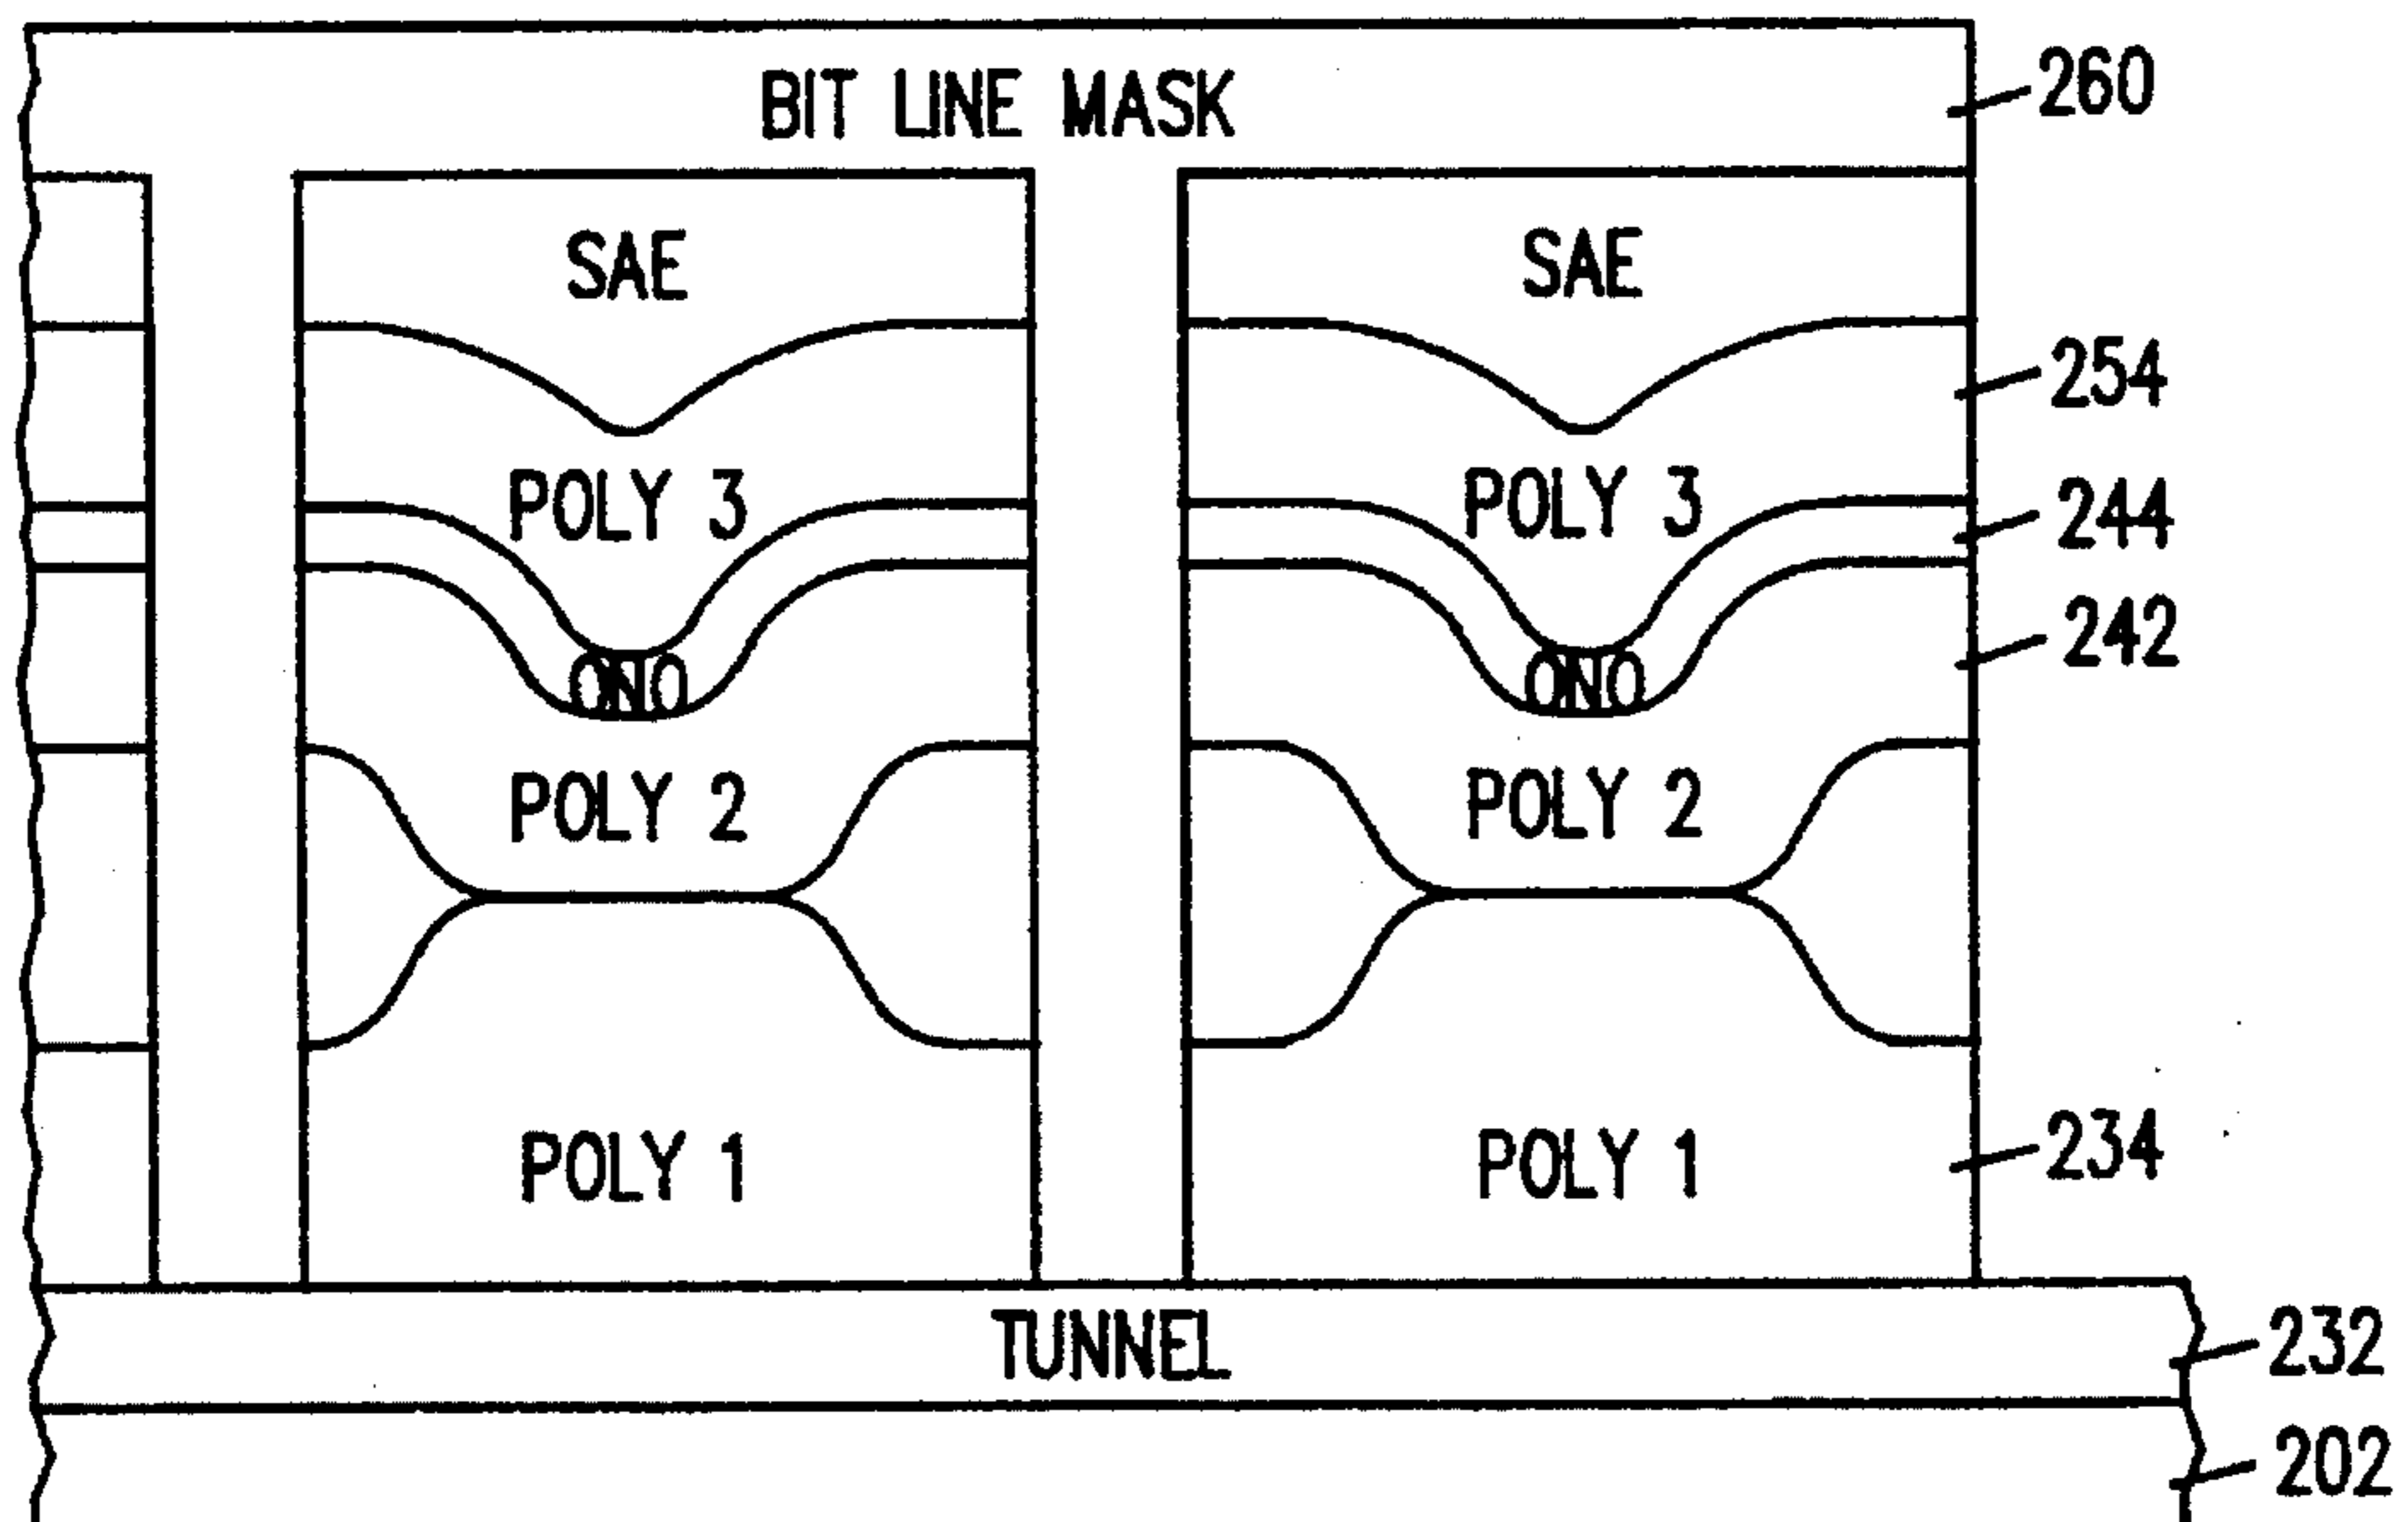 BIT LINE MASK
260
SAE SAE
254
POLY 3 POLY 3
244
242
ONO ONO
POLY 2 POLY 2
POLY 1 POLY 1
234
TUNNEL
232
202